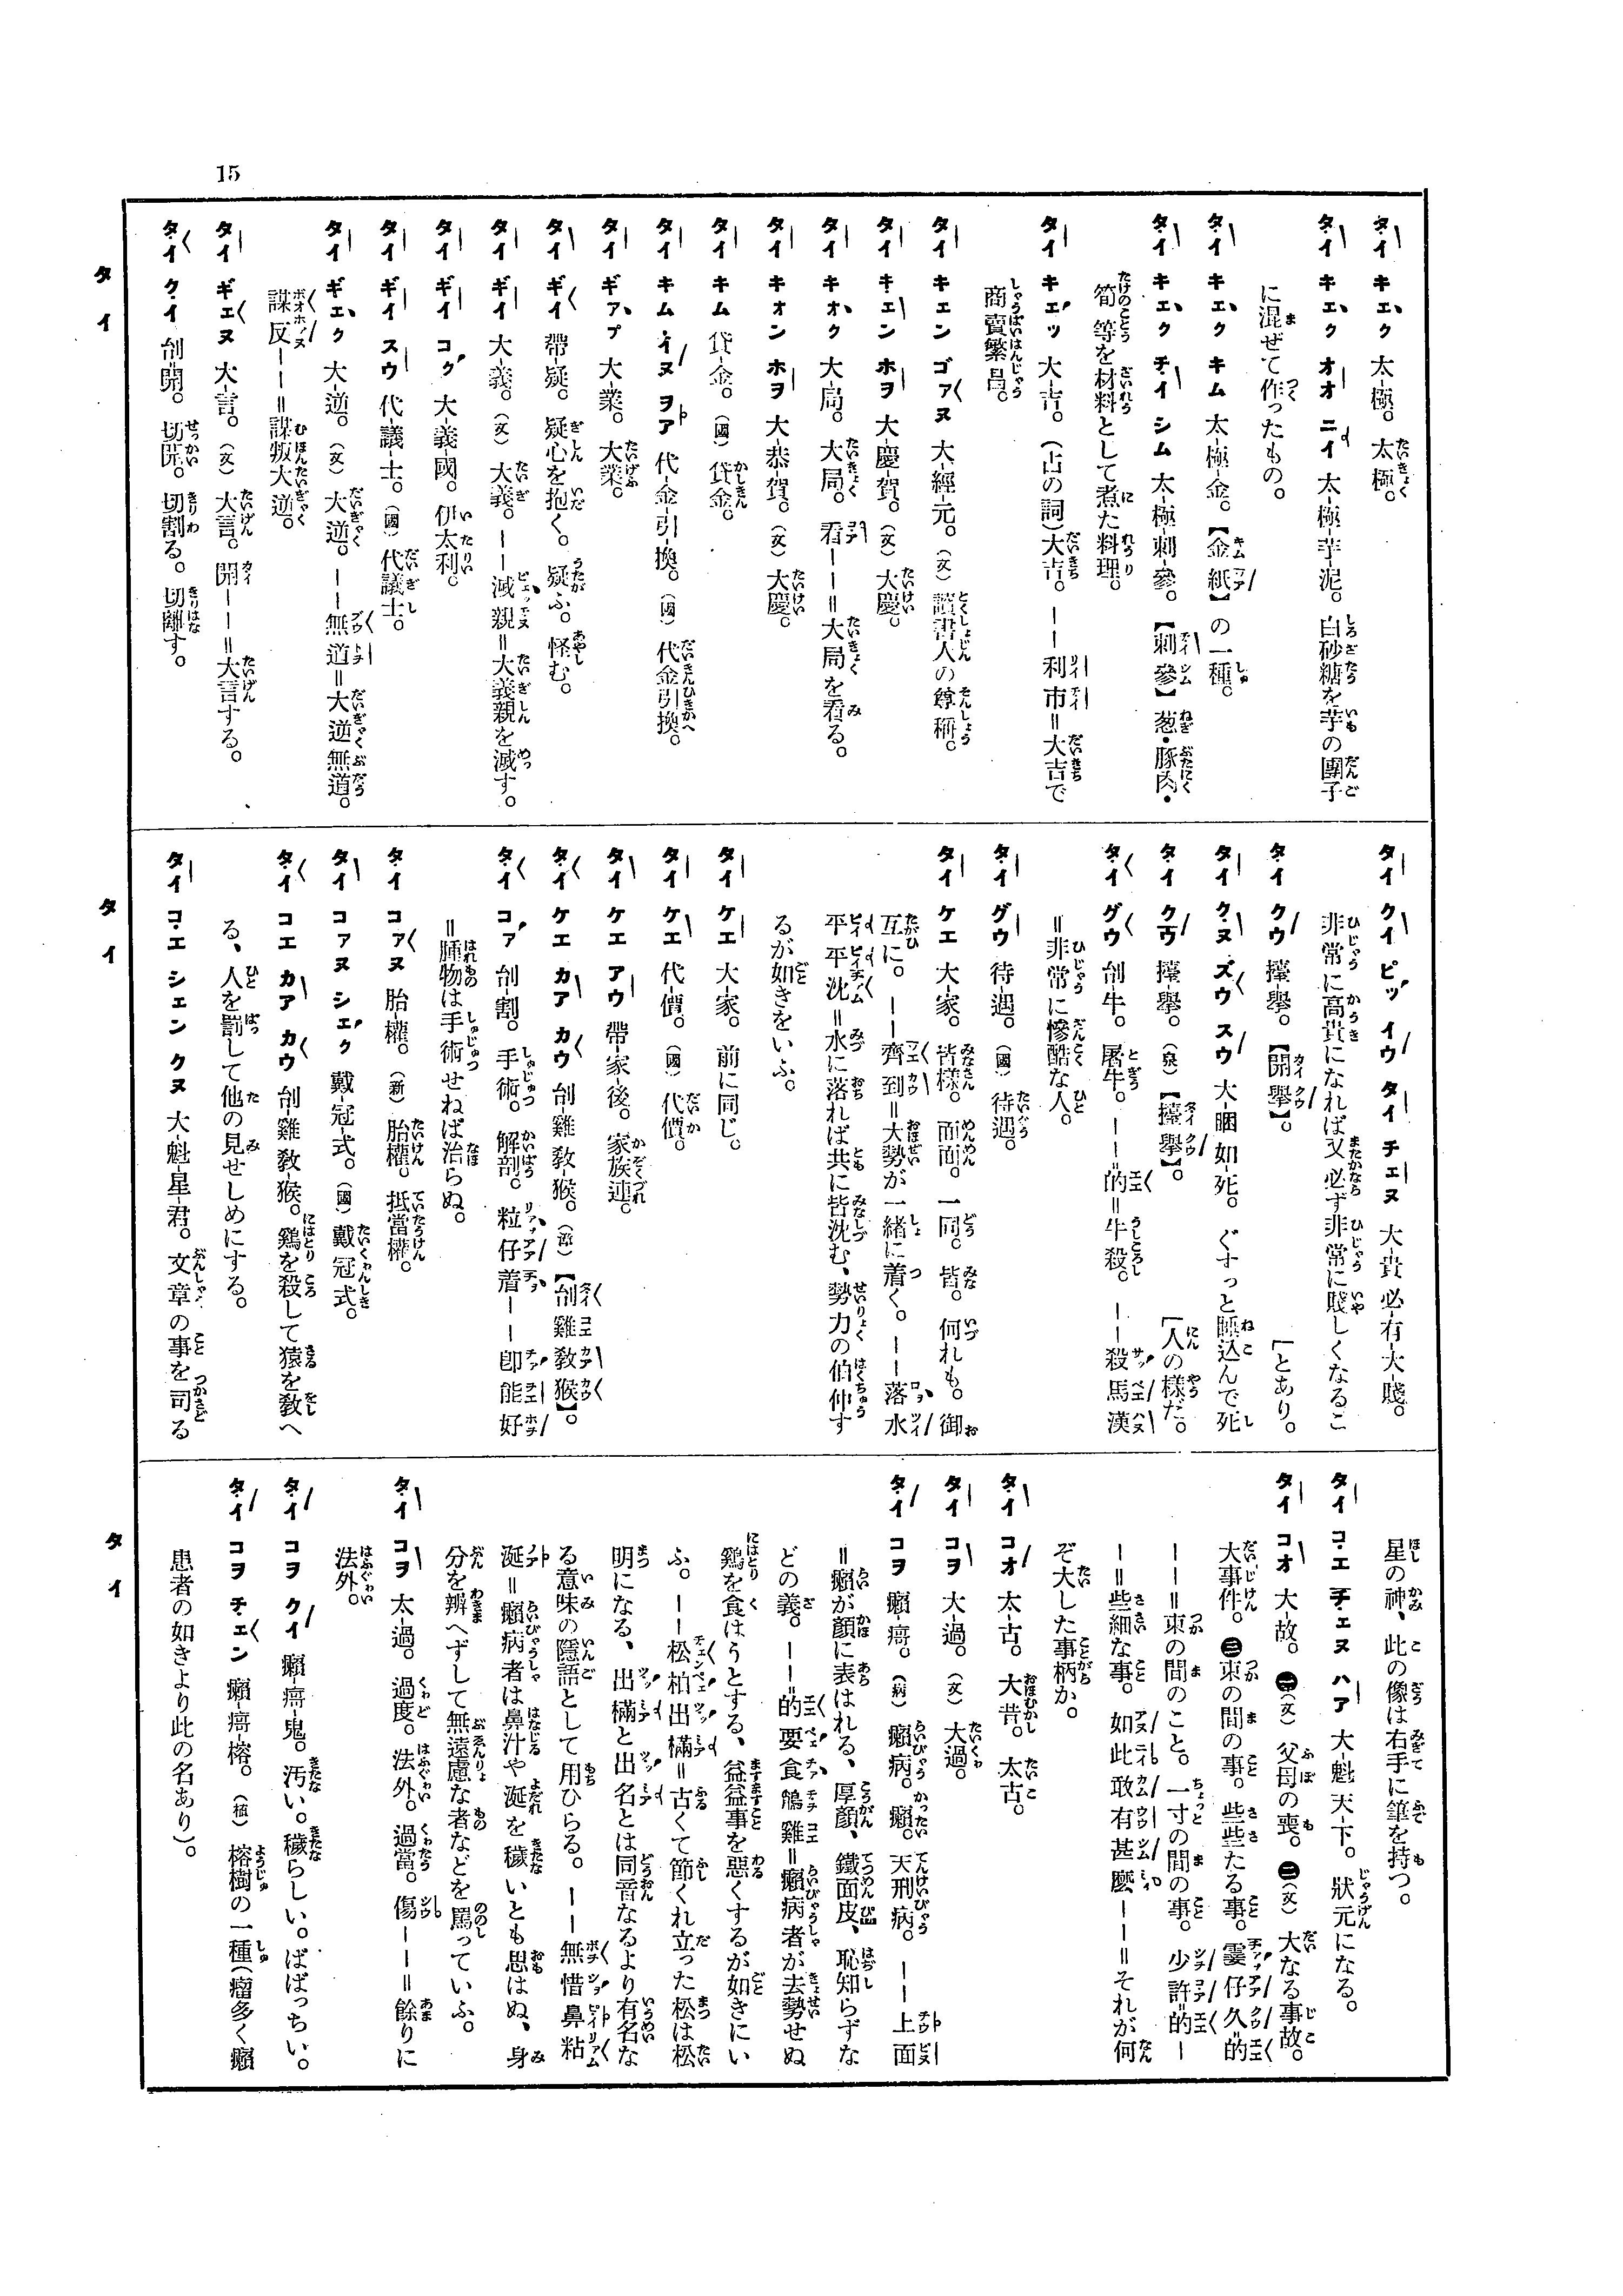 15
タイ キェク 太-極。太極。
タイ キェク オオ ニイ 太-極-芋-泥。白砂糖を芋の團子
に混ぜて作ったもの。
タイ キェク キム 太-極-金。【金紙】の一種。
タイ キェク チイ シム 太-極-刺-參。【刺參】葱・豚肉・
筍等を材料として煮た料理。
タイ キェッ 大-吉。(占の詞)大吉。——利市=大吉で
商賣繁昌。
タイ キェン ゴァヌ 大-經-元。(文)讀書人の尊稱。
タイ キェン ホヲ 大-慶-賀。(文)大慶。
タイ キォク 大-局。大局。看——=大局を看る。
タイ キォン ホヲ 大-恭-賀。(文)大慶。
タイ キム 貸-金。(國)貸金。
タイ キム イヌ ヲア 代-金-引-換。(國)代金引換。
タイ ギァプ 大-業。大業。
タイ ギイ 帶-疑。疑心を抱く。疑ふ。怪む。
タイ ギイ 大-義。(文)大義。——滅親=大義親を滅す。
タイ ギイ コク 大-義-國。伊太利。
タイ ギイ スウ 代-議-士。(國)代議士。
タイ ギェク 大-逆。(文)大逆。——無道=大逆無道。
謀反——=謀叛大逆。
タイ ギェヌ 大-言。(文)大言。開——=大言する。
タイ クイ 刣-開。切開。切割る。切離す。
タイ
タイ クイ ピッ イウ タイ チェヌ 大-貴-必-有-大-賤。
非常に高貴になれば又必ず非常に賤しくなるこ
[とあり。
タイ クウ 擡-擧。【開擧】。
タイ クヌ ズウ スウ 大-睏-如-死。ぐすっと睡込んで死
[人の樣だ。
タイ クウ 擡-擧。(泉)【擡擧】。
タイ グウ 刣-牛。屠牛。——的=牛殺。——殺馬漢
=非常に慘酷な人。
タイ グウ 待-遇。(國)待遇。
タイ ケエ 大-家。皆樣。面面。一同。皆。何れも。御
互に。——齊到=大勢が一緒に着く。——落水
平平沈=水に落れば共に皆沈む、勢力の伯仲す
るが如きをいふ。
タイ ケエ 大-家。前に同じ。
タイ ケエ 代-價。(國)代價。
タイ ケエ アウ 帶-家-後。家族連。
タイ ケエ カア カウ 刣-雞-教-猴。【刣雞教猴】。
タイ コァ 刣-割。手術。解剖。粒仔着——卽能好
=腫物は手術せねば治らぬ。
タイ コァヌ 胎-權。(新)胎權。抵當權。
タイ コァヌ シェク 戴-冠-式。(國)戴冠式。
タイ コエ カア カウ 刣-雞-教-猴。鷄を殺して猿を教へ
る、人を罰して他の見せしめにする。
タイ コエ シェン クヌ 大-魁-星-君。文章の事を司る
タイ
星の神、此の像は右手に筆を持つ。
タイ コエ チェヌ ハア 大-魁-天-下。狀元になる。
タイ コオ 大-故。㊀(文)父母の喪。㊁(文)大なる事故。
大事件。㊂束の間の事。些些たる事。霎仔久的
——=束の間のこと。一寸の間の事。少許的—
—=些細な事。如此敢有甚麼——=それが何
ぞ大した事柄か。
タイ コオ 太-古。大昔。太古。
タイ コヲ 大-過。(文)大過。
タイ コヲ 癩-𤺪。(病)癩病。癩。天刑病。——上面
=癩が顏に表はれる、厚顏、鐵面皮、恥知らずな
どの義。——的要食鵤雞=癩病者が去勢せぬ
鷄を食はうとする、益益事を惡くするが如きにい
ふ。——松柏出樠=古くて節くれ立った松は松
明になる、出樠と出名とは同音なるより有名な
る意味の隱語として用ひらる。——無惜鼻粘
涎=癩病者は鼻汁や涎を穢いとも思はぬ、身
分を辨へずして無遠慮な者などを罵っていふ。
タイ コヲ 太-過。過度。法外。過當。傷——=餘りに
法外。
タイ コヲ クイ 癩-𤺪-鬼。汚い。穢らしい。ばばっちい。
タイ コヲ チェン 癩-𤺪-榕。(植)榕樹の一種(瘤多く癩
患者の如きより此の名あり)。
タイ